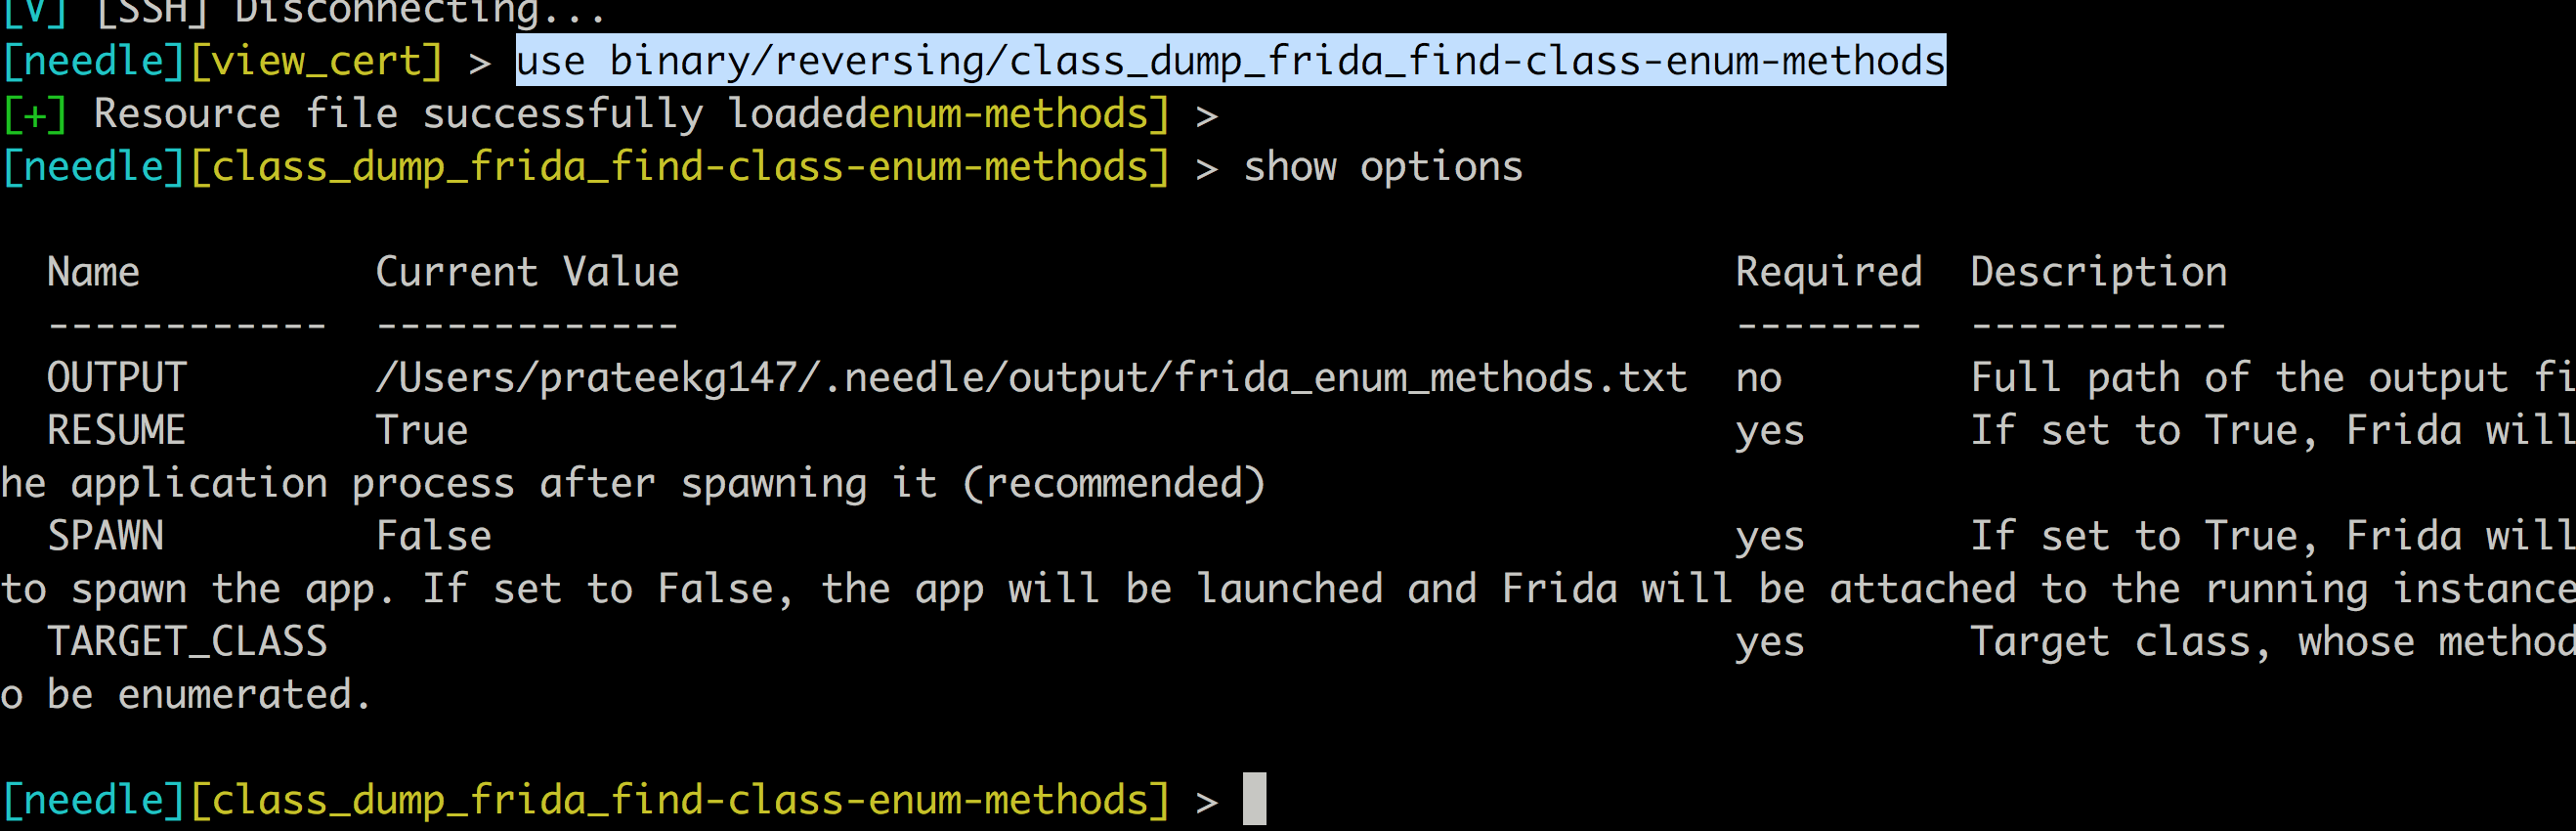 [V] [SSH] Disconnecting...
[needle][view_cert] > use binary/reversing/class_dump_frida_find-class-enum-methods
[+] Resource file successfully loadedenum-methods] >
[needle][class_dump_frida_find-class-enum-methods] > show options
Name Current Value Required Description
------------ ------------- -------- -----------
OUTPUT /Users/prateekg147/.needle/output/frida_enum_methods.txt no Full path of the output fi
RESUME True yes If set to True, Frida will
he application process after spawning it (recommended)
SPAWN False yes If set to True, Frida will
to spawn the app. If set to False, the app will be launched and Frida will be attached to the running instance
TARGET_CLASS yes Target class, whose method
o be enumerated.
[needle][class_dump_frida_find-class-enum-methods] >